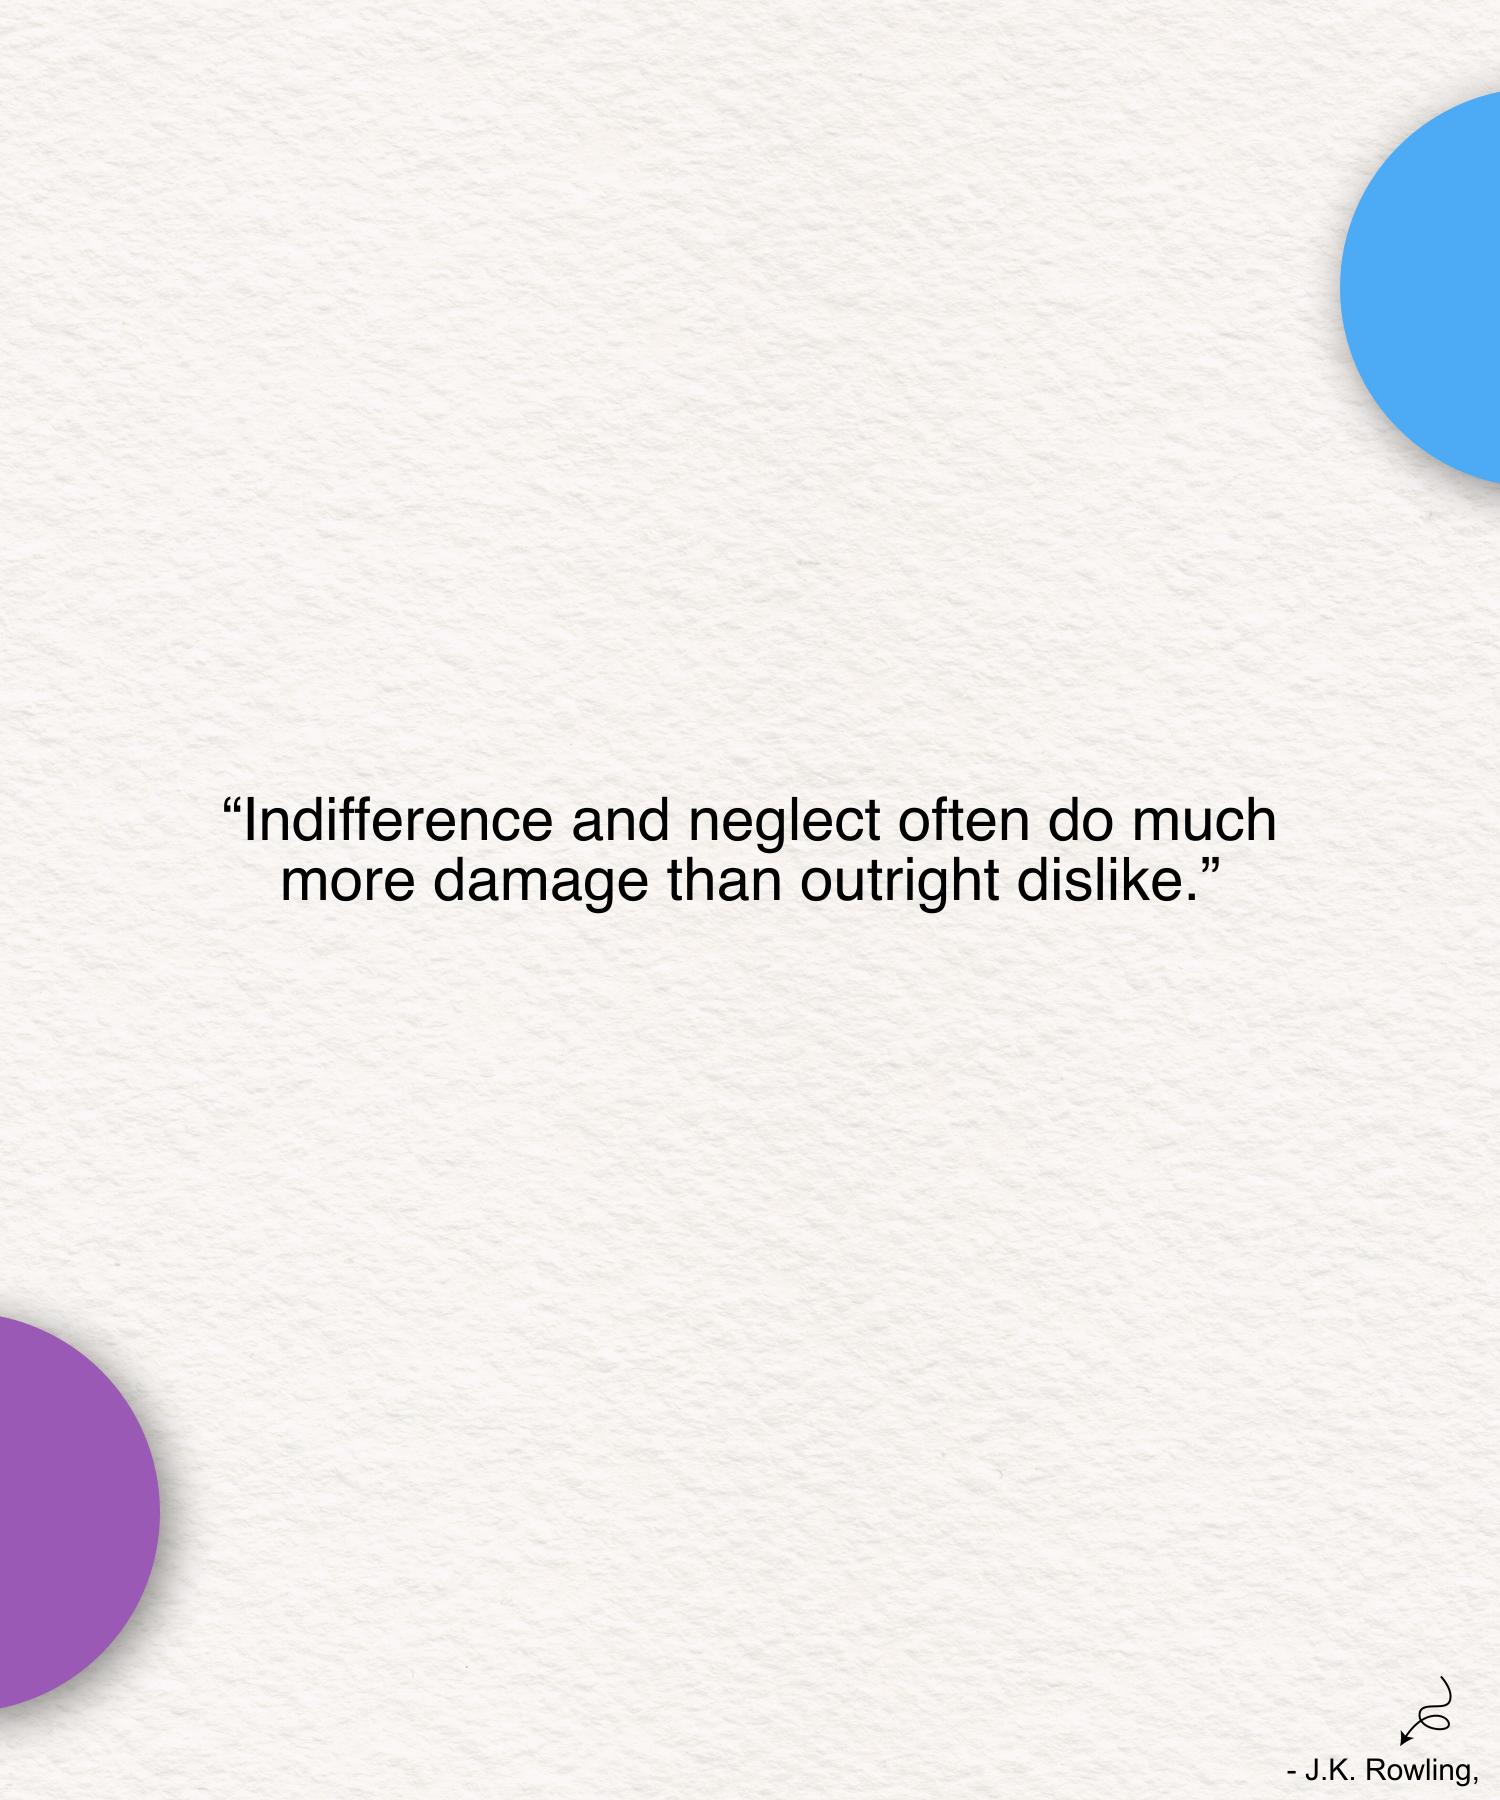 “Indifference and neglect often do much
more damage than outright dislike.”
- J.K. Rowling,